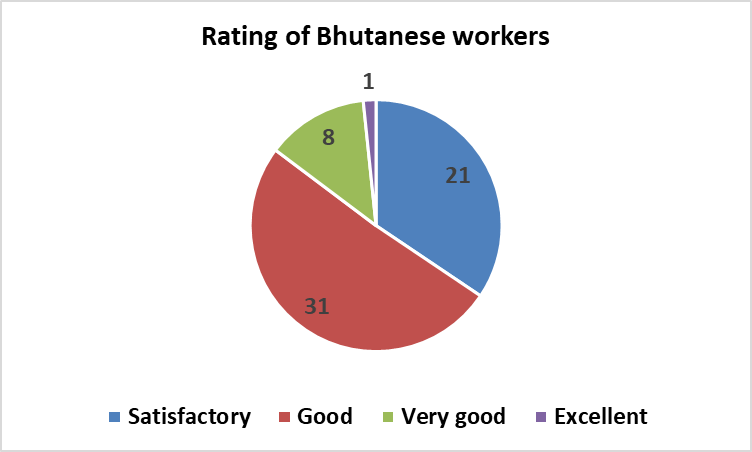 Rating of Bhutanese workers
1
8
21
31
Satisfactory Good Very good Excellent